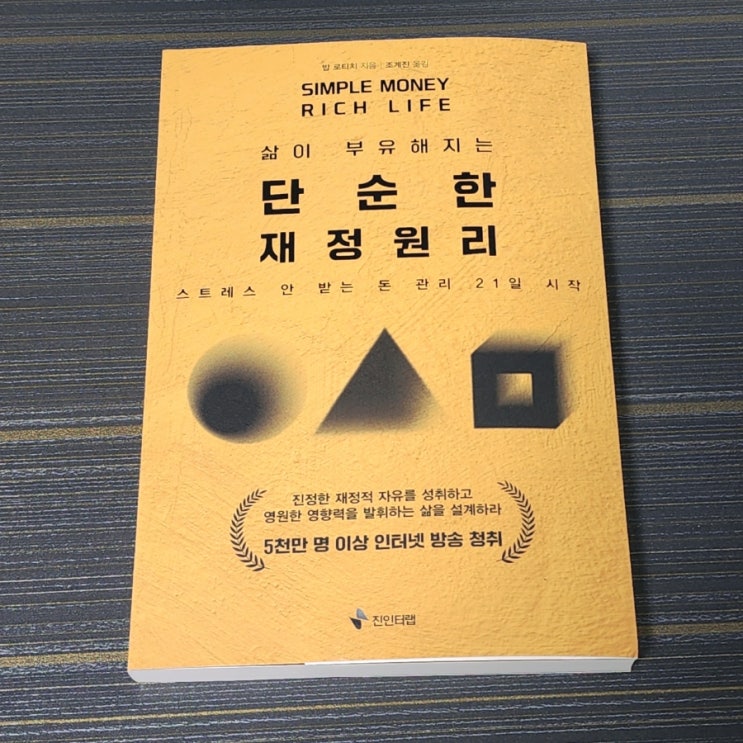 밥 로티치 지음 | 조계진 옮김
SIMPLE MONEY
RICH LIFE
삶이 부유해지는
단순한
재정원리
스트레스 안 받는 돈 관리 21일 시작
진정한 재정적 자유를 성취하고
영원한 영향력을 발휘하는 삶을 설계하라
5천만 명 이상 인터넷 방송 청취
진인터랩